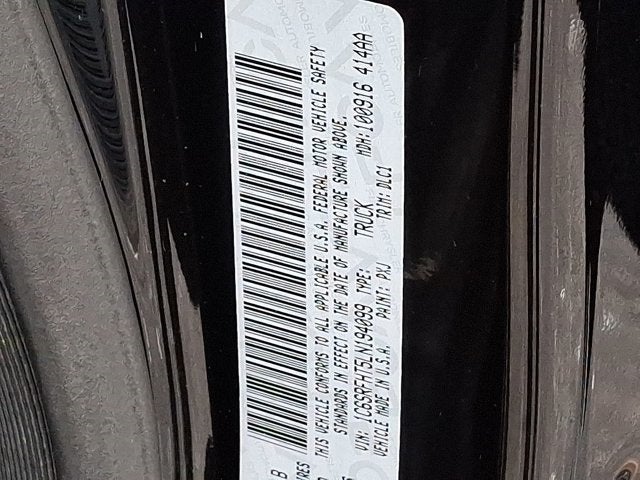 B
THIS VEHICLE CONFORMS TO ALL APPLICABLE U.S.A. FEDERAL MOTOR VEHICLE SAFETY
STANDARDS IN EFFECT ON THE DATE OF MANUFACTURE SHOWN ABOVE.
VIN: 1C6SRFHT5LN194099 TYPE: TRUCK MDH:100916 414AA
VEHICLE MADE IN U.S.A. PAINT: PXJ TRIM: DLC1